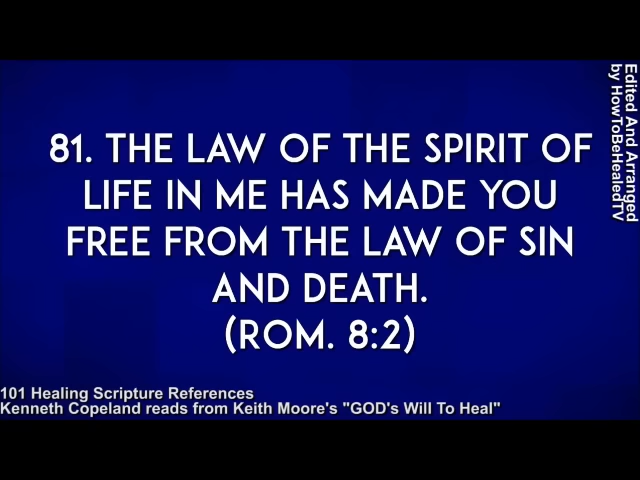 81. THE LAW OF THE SPIRIT OF
LIFE IN ME HAS MADE YOU
FREE FROM THE LAW OF SIN
AND DEATH.
(ROM. 8:2)
Edited And Arranged
by HowToBeHealedTV
101 Healing Scripture References
Kenneth Copeland reads from Keith Moore's "GOD's Will To Heal"